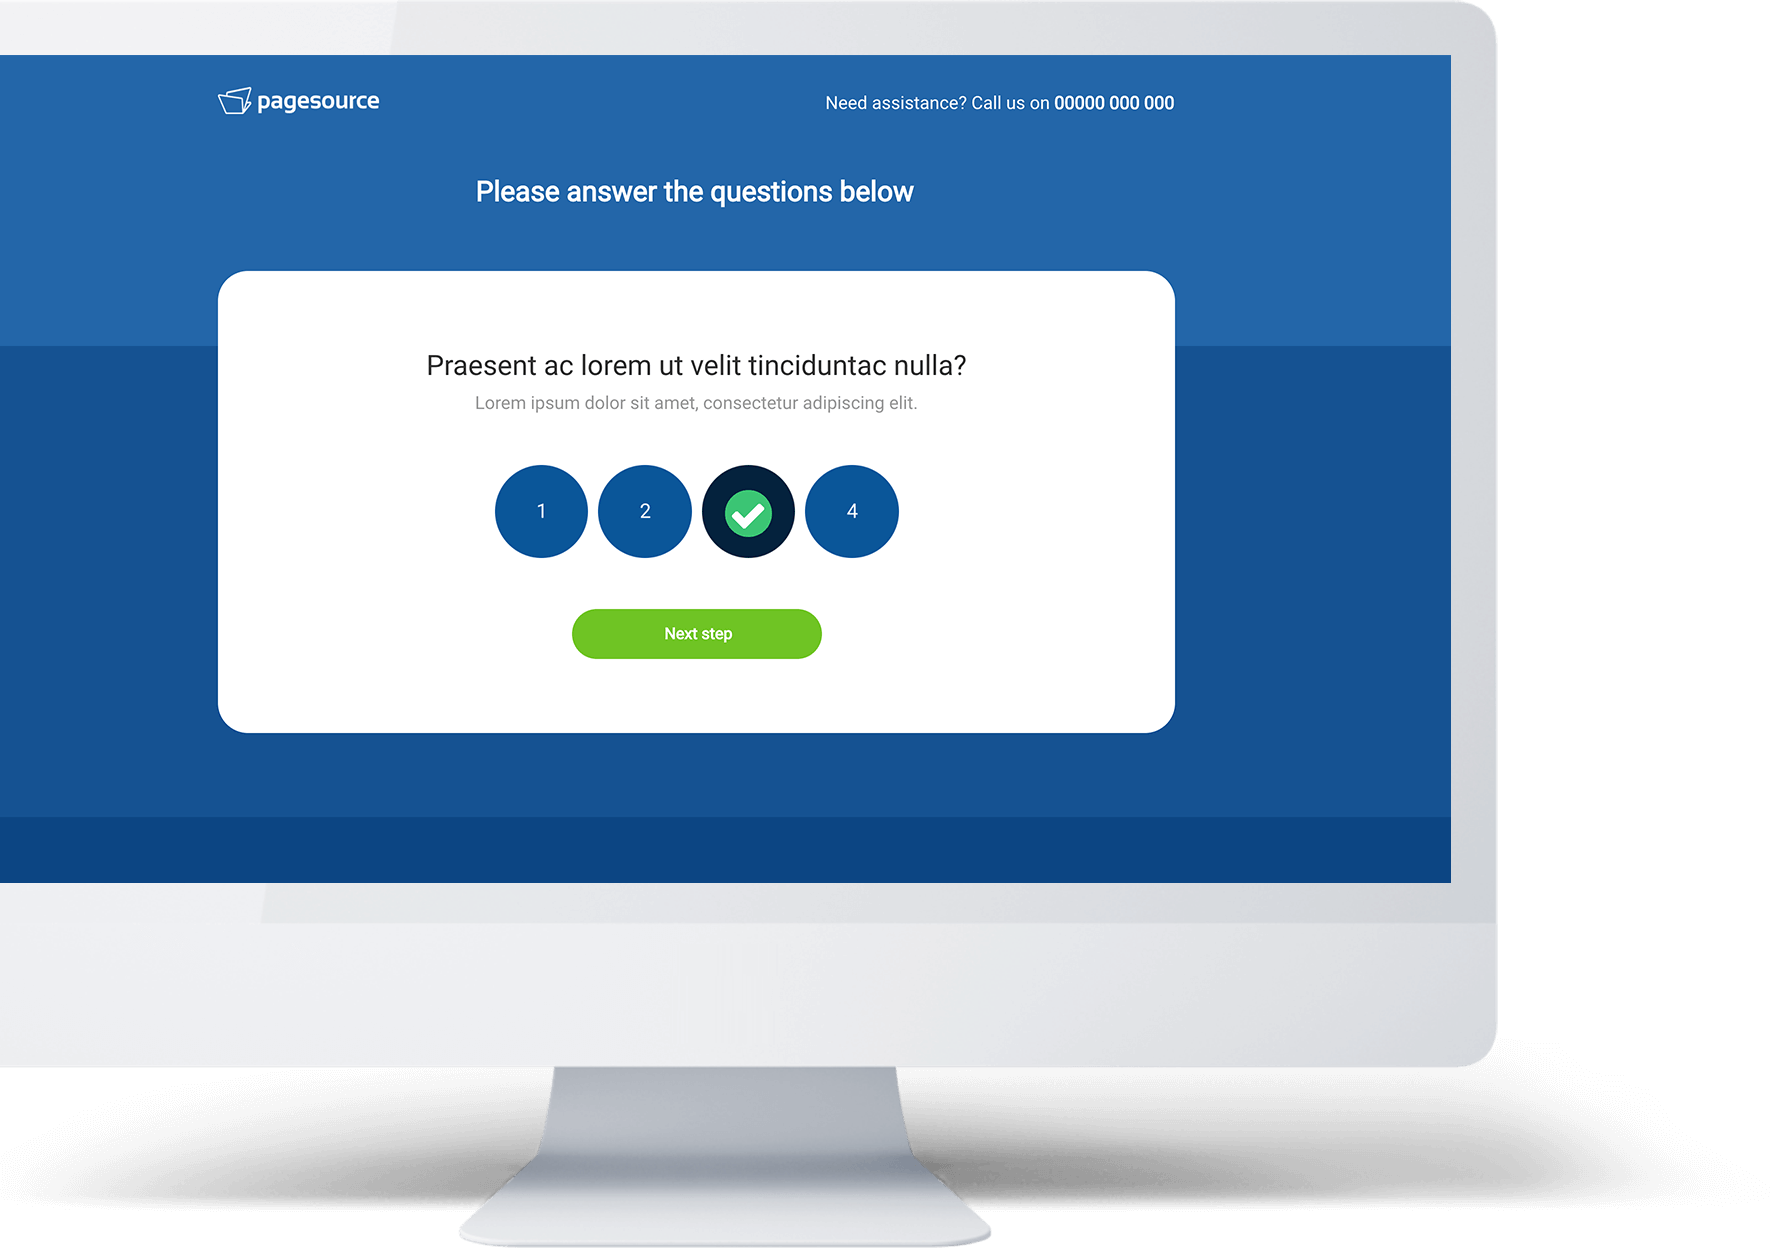 pagesource
Need assistance? Call us on 00000 000 000
Please answer the questions below
Praesent ac lorem ut velit tinciduntac nulla?
Lorem ipsum dolor sit amet, consectetur adipiscing elit.
1 2 4
Next step